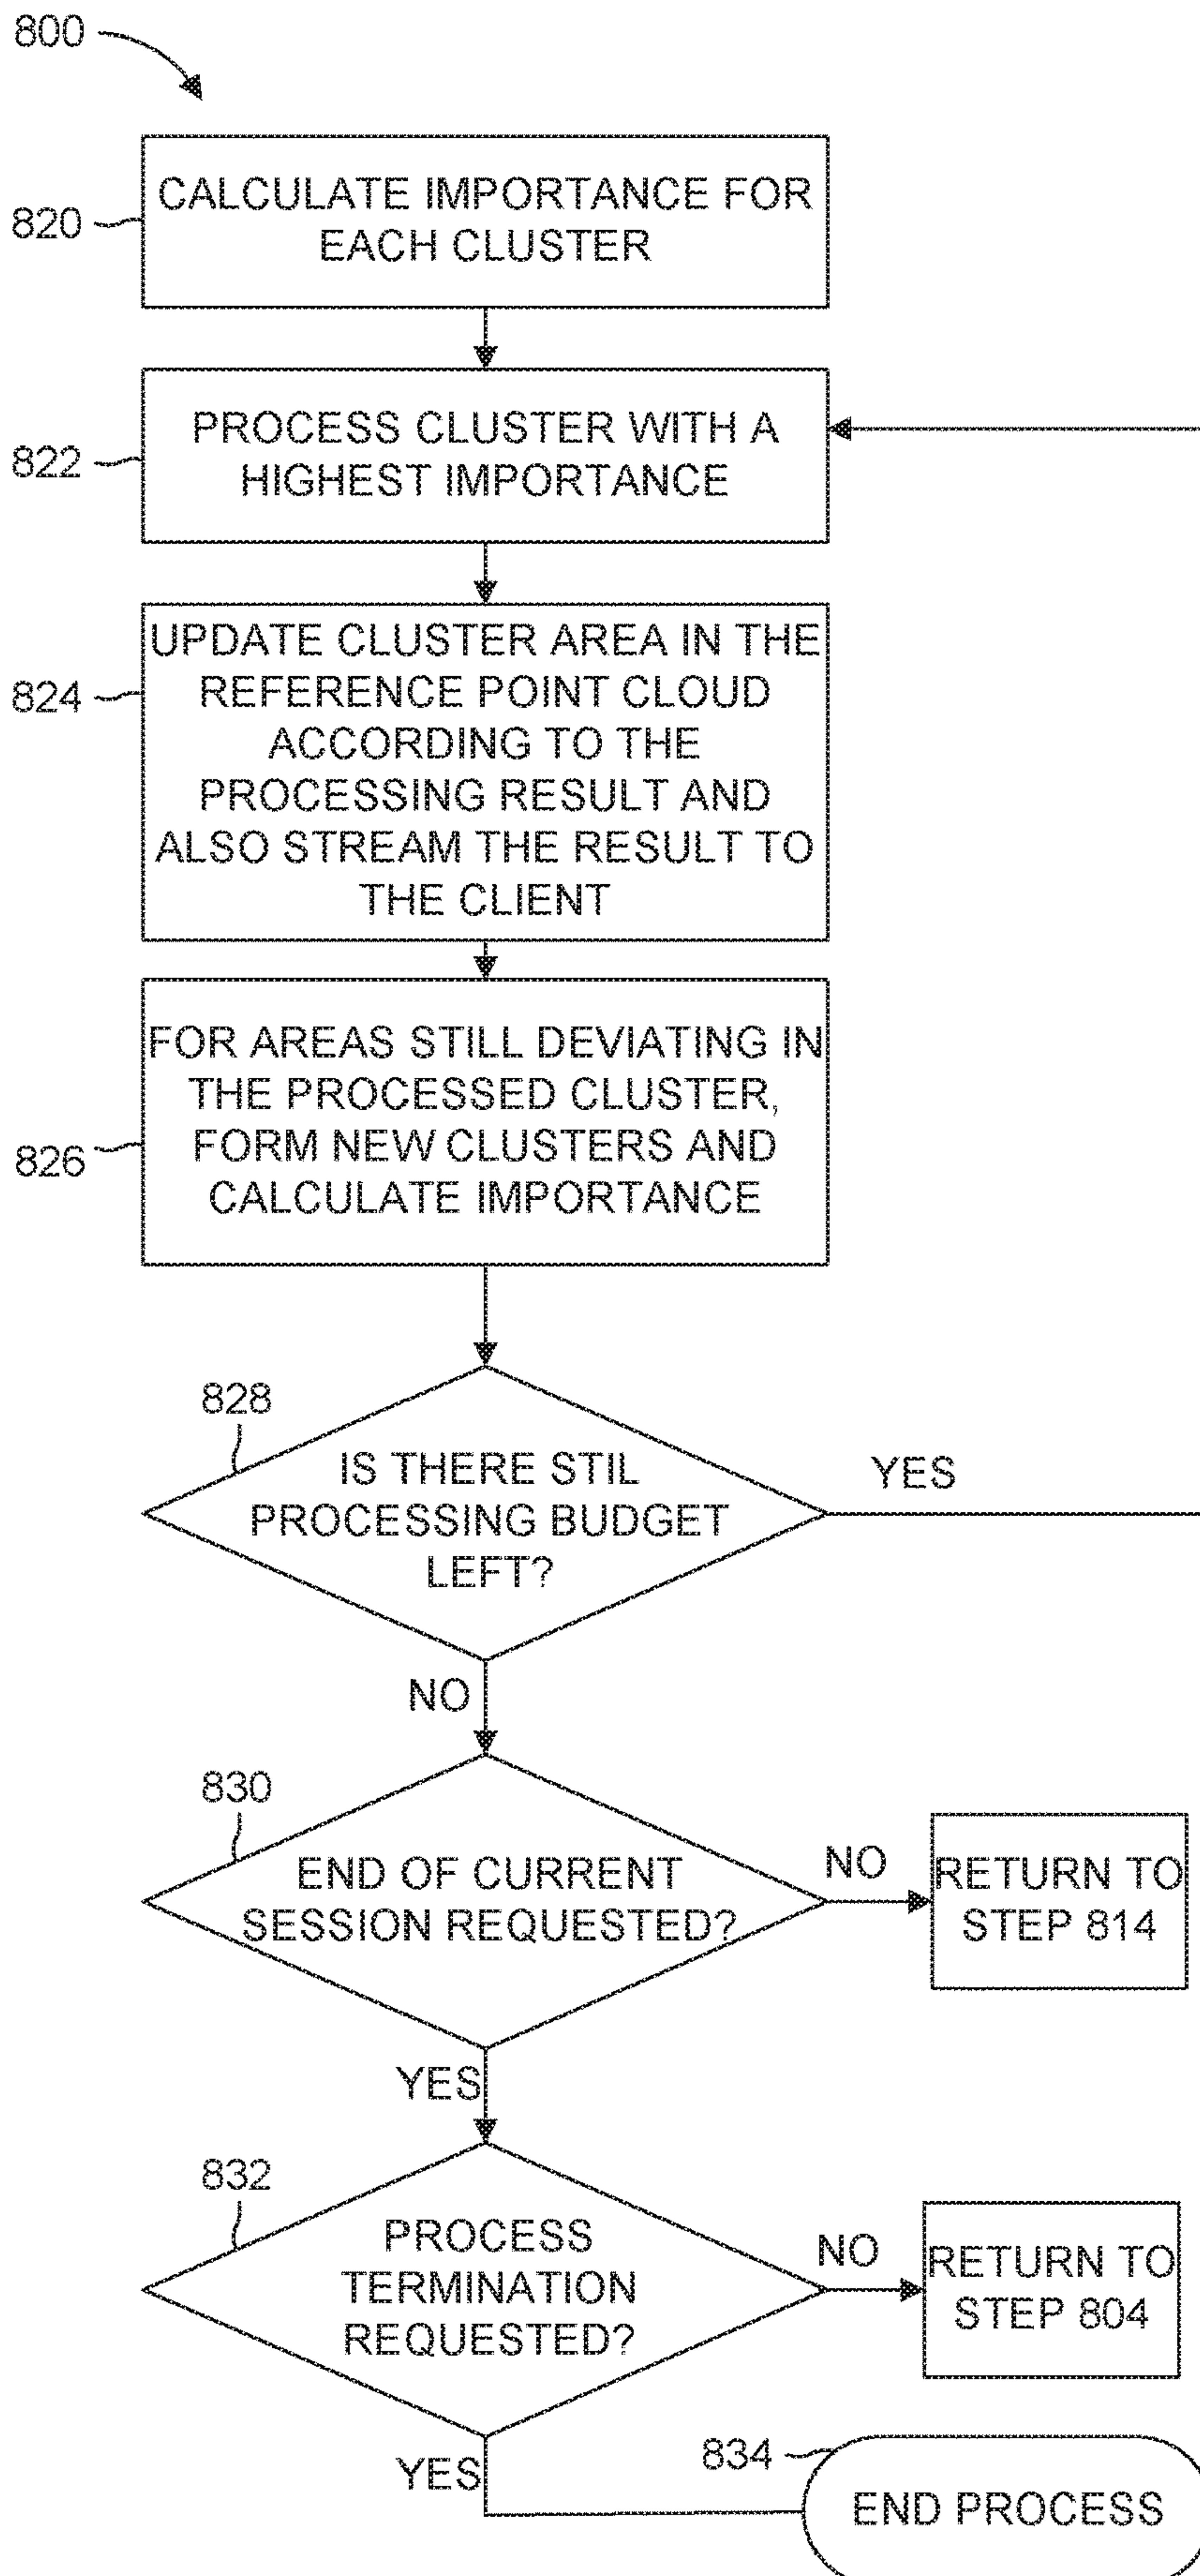 800
820
CALCULATE IMPORTANCE FOR
EACH CLUSTER
822
PROCESS CLUSTER WITH A
HIGHEST IMPORTANCE
824
UPDATE CLUSTER AREA IN THE
REFERENCE POINT CLOUD
ACCORDING TO THE
PROCESSING RESULT AND
ALSO STREAM THE RESULT TO
THE CLIENT
826
FOR AREAS STILL DEVIATING IN
THE PROCESSED CLUSTER,
FORM NEW CLUSTERS AND
CALCULATE IMPORTANCE
828
IS THERE STIL
PROCESSING BUDGET
LEFT?
YES
NO
830
END OF CURRENT
SESSION REQUESTED?
NO
RETURN TO
STEP 814
YES
832
PROCESS
TERMINATION
REQUESTED?
NO
RETURN TO
STEP 804
YES
834
END PROCESS